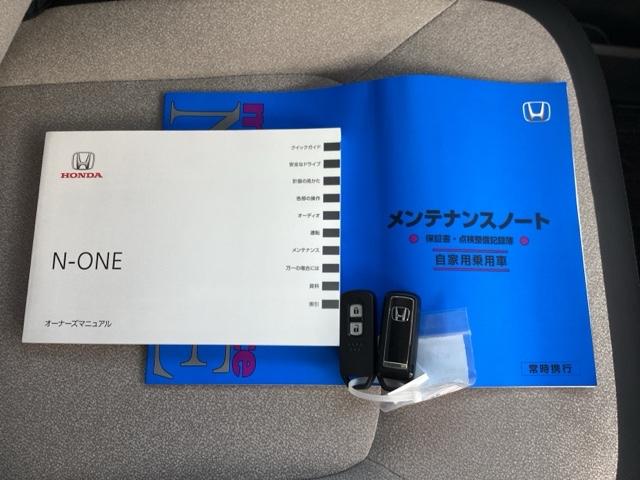 HONDA
N-ONE
オーナーズマニュアル
クイックガイド
安全なドライブ
計器の見かた
各部の操作
オーディオ
運転
メンテナンス
万一の場合には
資料
索引
メンテナンスノート
保証書・点検整備記録簿
自家用乗用車
常時携行